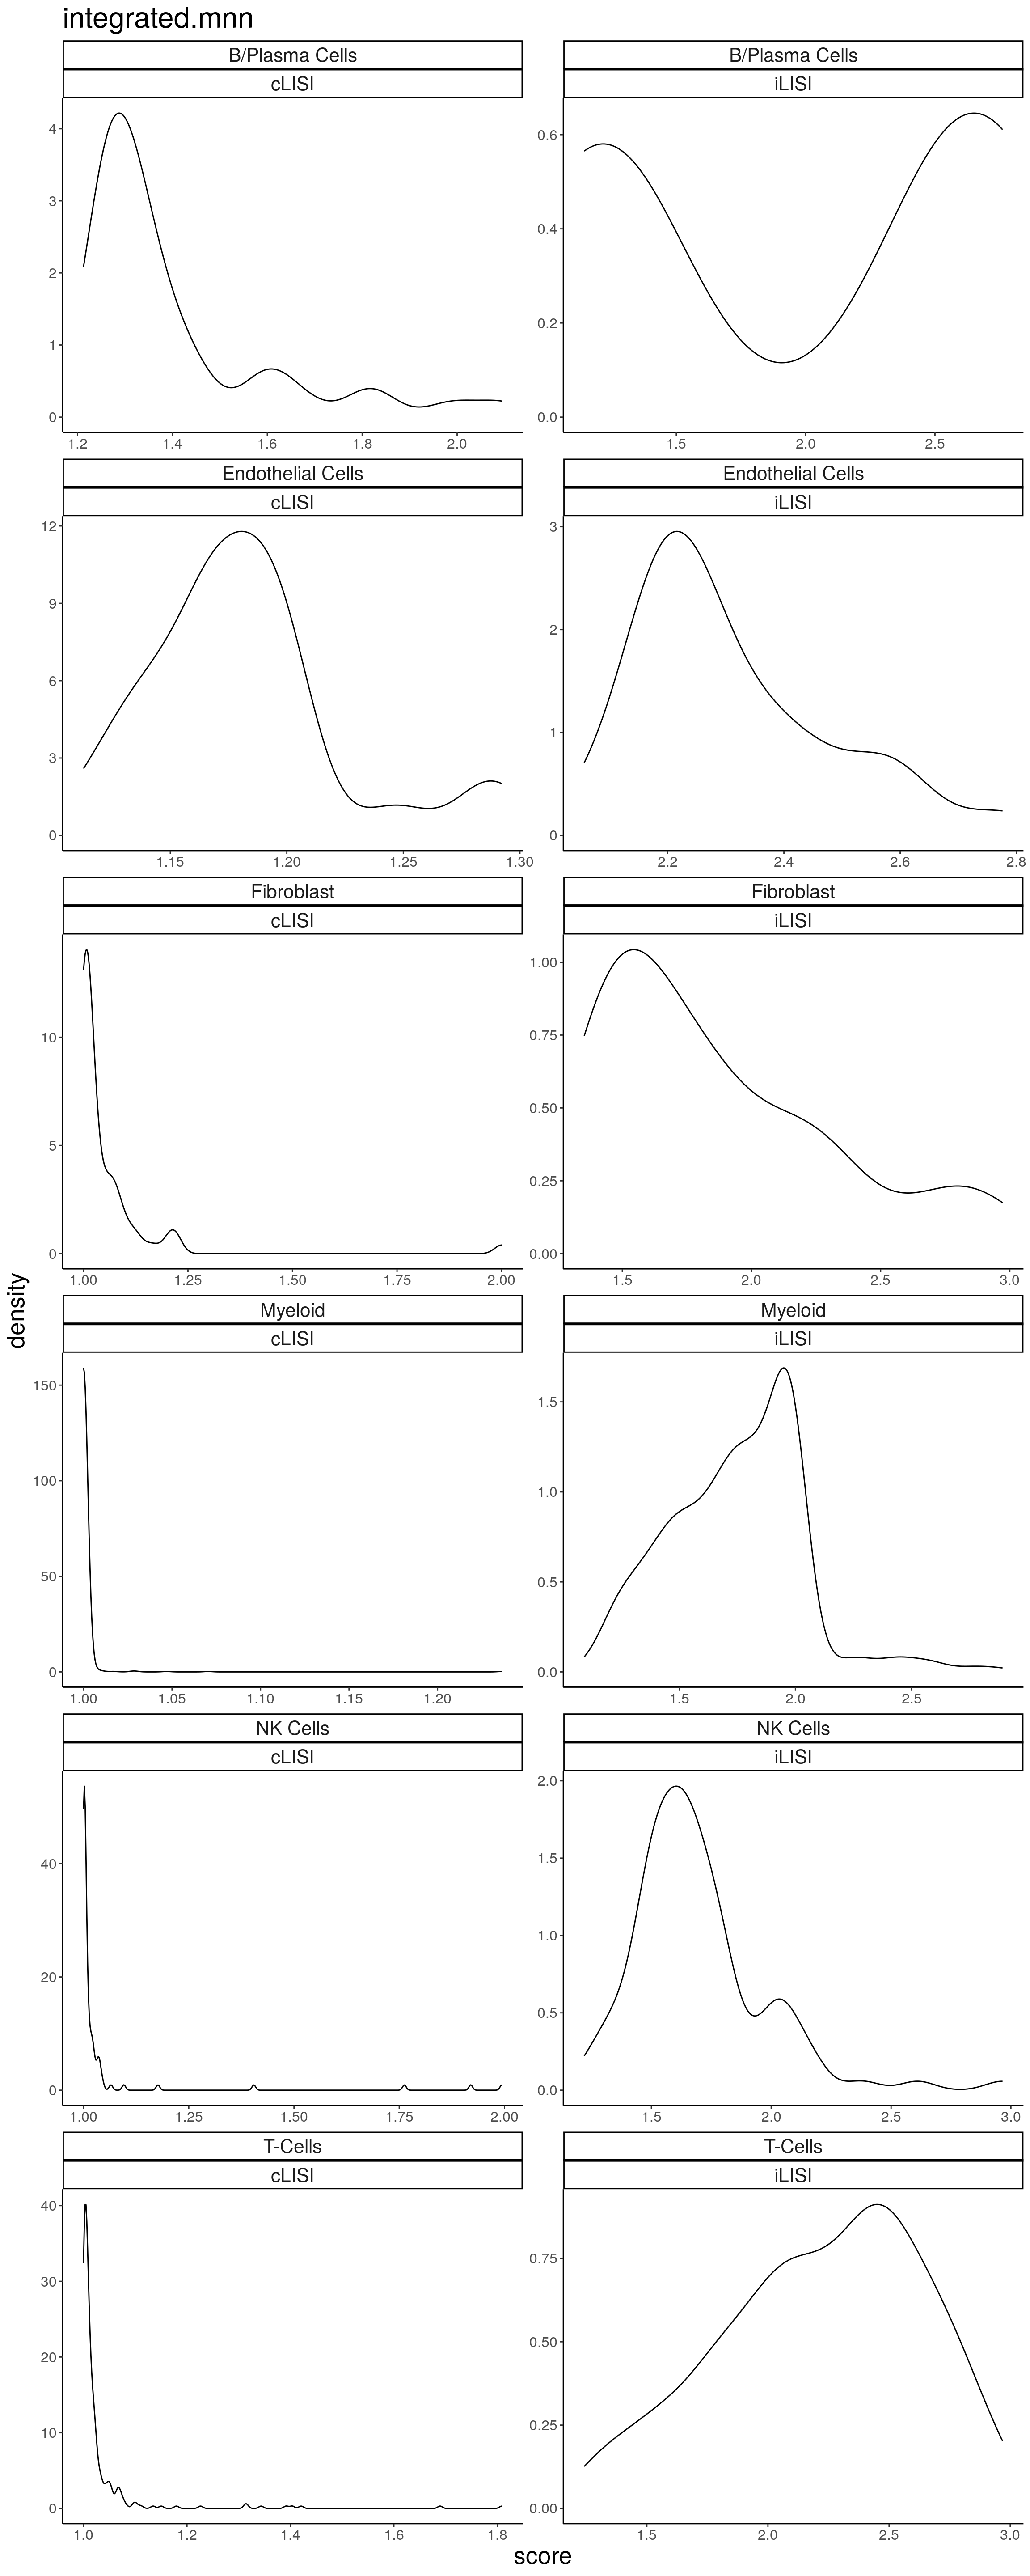 integrated.mnn
B/Plasma Cells
cLISI
4
3
2
1
0
1.2 1.4 1.6 1.8 2.0
B/Plasma Cells
iLISI
0.6
0.4
0.2
0.0
1.5 2.0 2.5
Endothelial Cells
cLISI
12
9
6
3
0
1.15 1.20 1.25 1.30
Endothelial Cells
iLISI
3
2
1
0
2.2 2.4 2.6 2.8
Fibroblast
cLISI
10
5
0
1.00 1.25 1.50 1.75 2.00
Fibroblast
iLISI
1.00
0.75
0.50
0.25
0.00
1.5 2.0 2.5 3.0
density
Myeloid
cLISI
150
100
50
0
1.00 1.05 1.10 1.15 1.20
Myeloid
iLISI
1.5
1.0
0.5
0.0
1.5 2.0 2.5
NK Cells
cLISI
40
20
0
1.00 1.25 1.50 1.75 2.00
NK Cells
iLISI
2.0
1.5
1.0
0.5
0.0
1.5 2.0 2.5 3.0
T-Cells
cLISI
40
30
20
10
0
1.0 1.2 1.4 1.6 1.8
T-Cells
iLISI
0.75
0.50
0.25
0.00
1.5 2.0 2.5 3.0
score